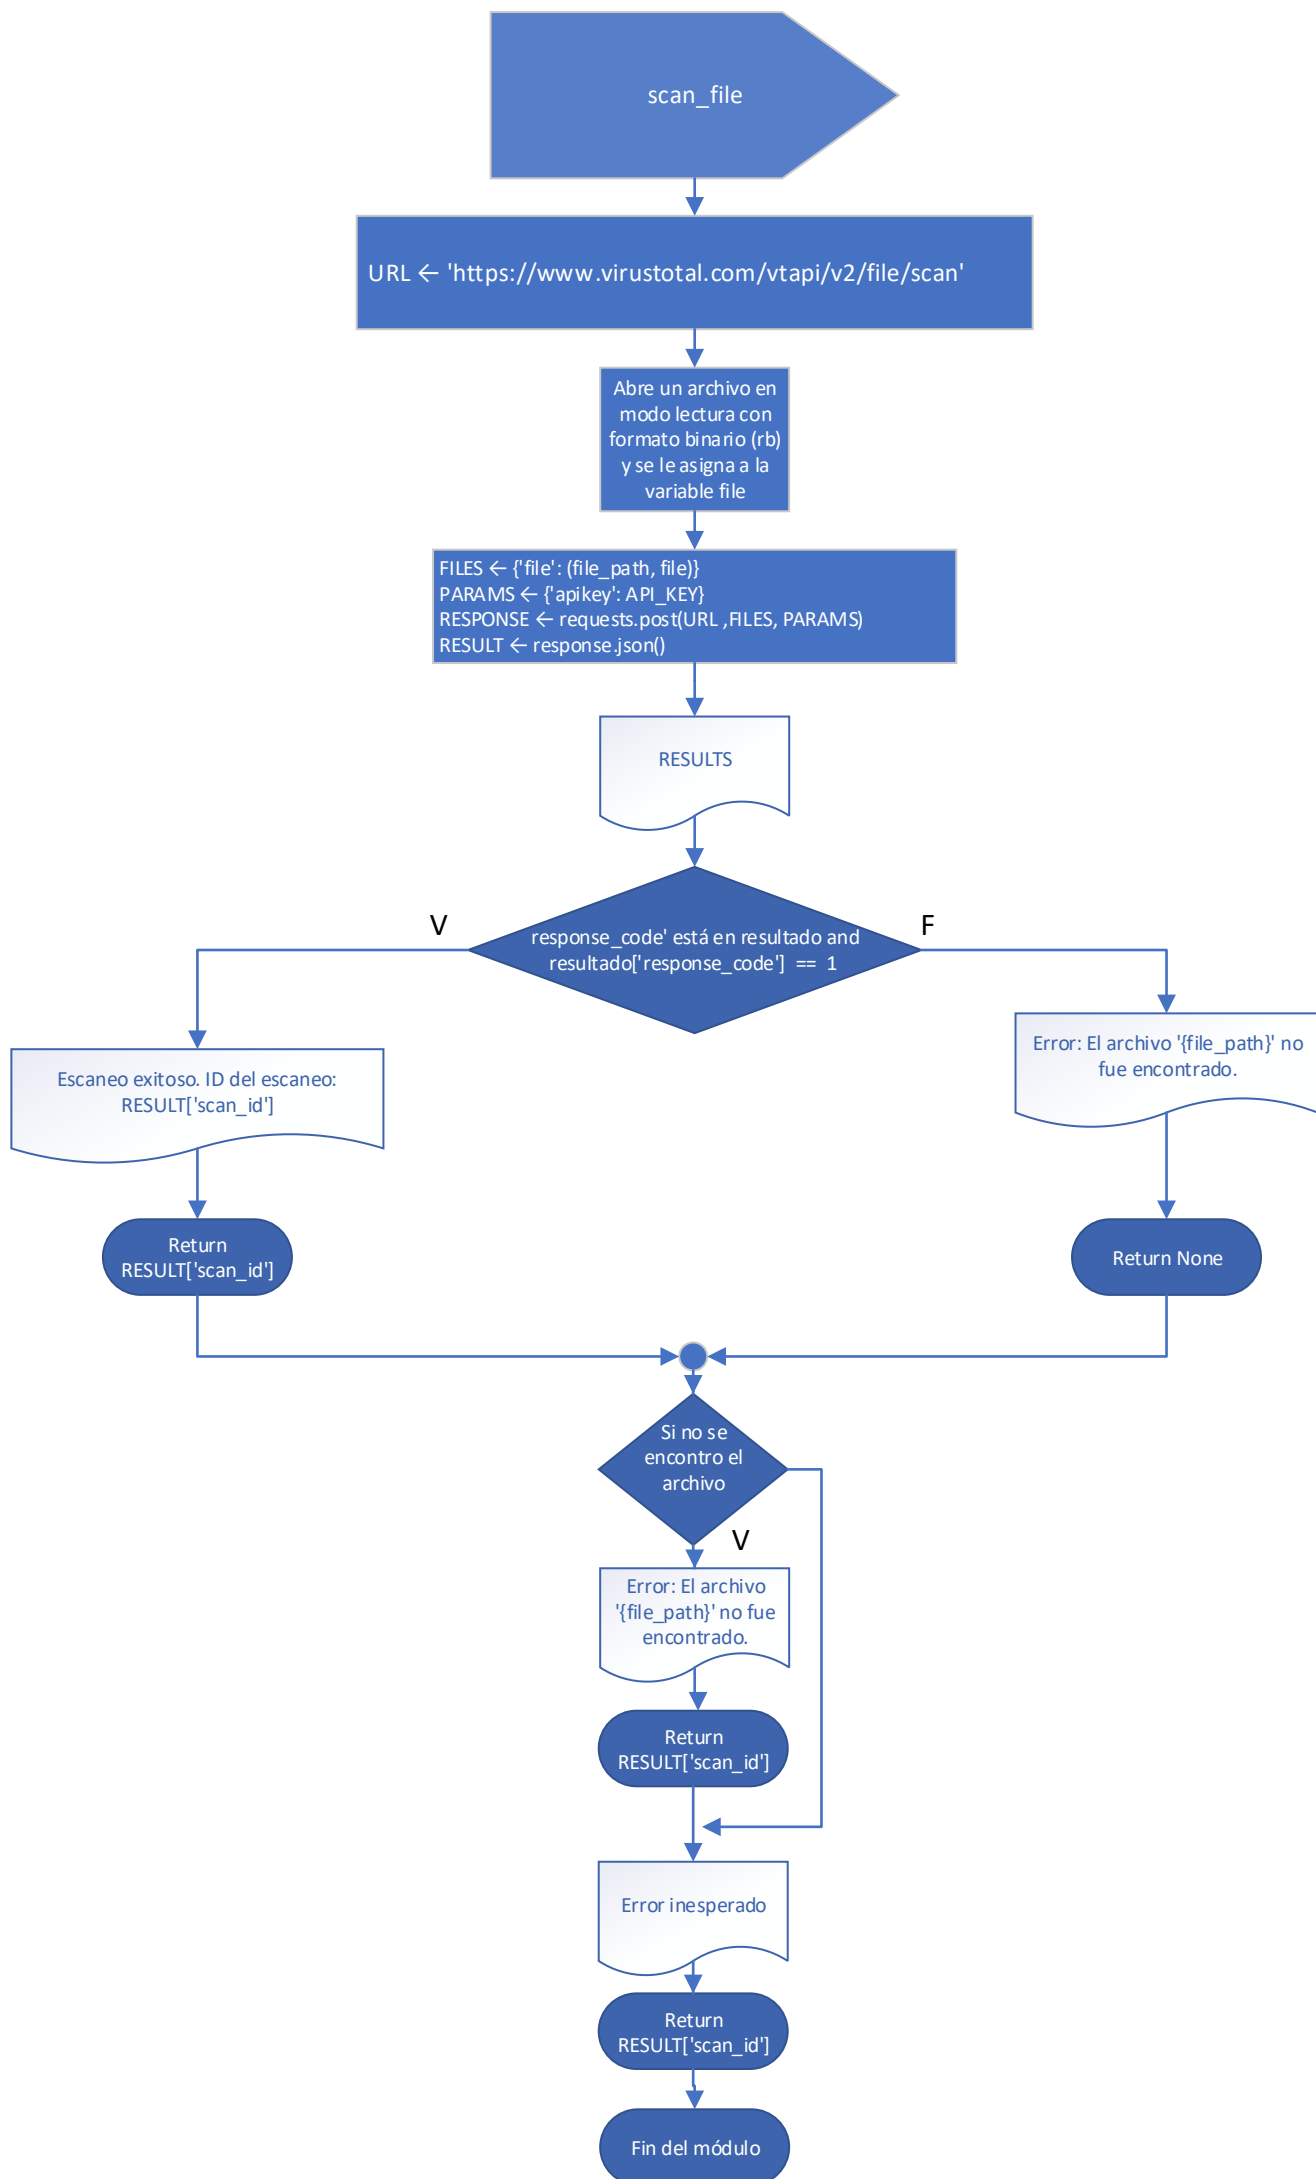 scan_file
URL ← 'https://www.virustotal.com/vtapi/v2/file/scan'
Abre un archivo en
modo lectura con
formato binario (rb)
y se le asigna a la
variable file
FILES ← {'file': (file_path, file)}
PARAMS ← {'apikey': API_KEY}
RESPONSE ← requests.post(URL ,FILES, PARAMS)
RESULT ← response.json()
RESULTS
V
F
response_code' está en resultado and
resultado['response_code'] == 1
Escaneo exitoso. ID del escaneo:
RESULT['scan_id']
Error: El archivo '{file_path}' no
fue encontrado.
Return
RESULT['scan_id']
Return None
Si no se
encontro el
archivo
V
Error: El archivo
'{file_path}' no fue
encontrado.
Return
RESULT['scan_id']
Error inesperado
Return
RESULT['scan_id']
Fin del módulo